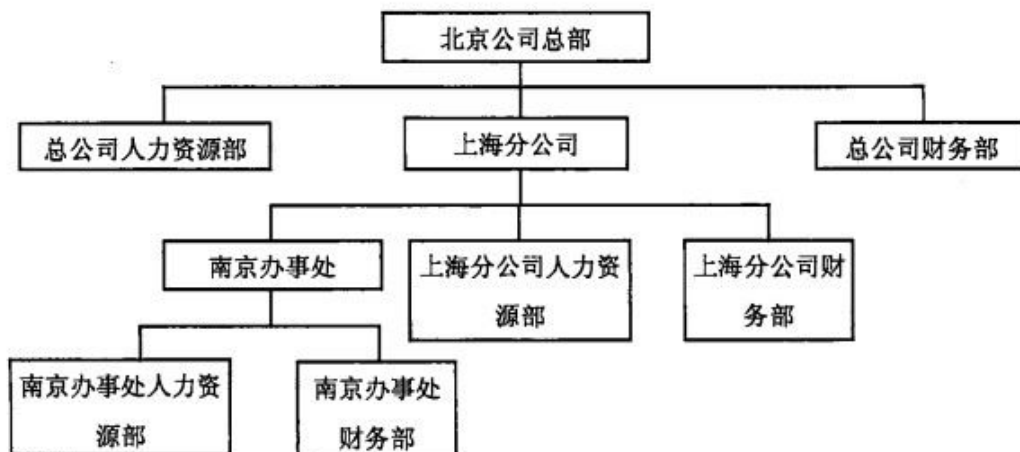 北京公司总部
总公司人力资源部
上海分公司
总公司财务部
南京办事处
上海分公司人力资
源部
上海分公司财
务部
南京办事处人力资
源部
南京办事处
财务部